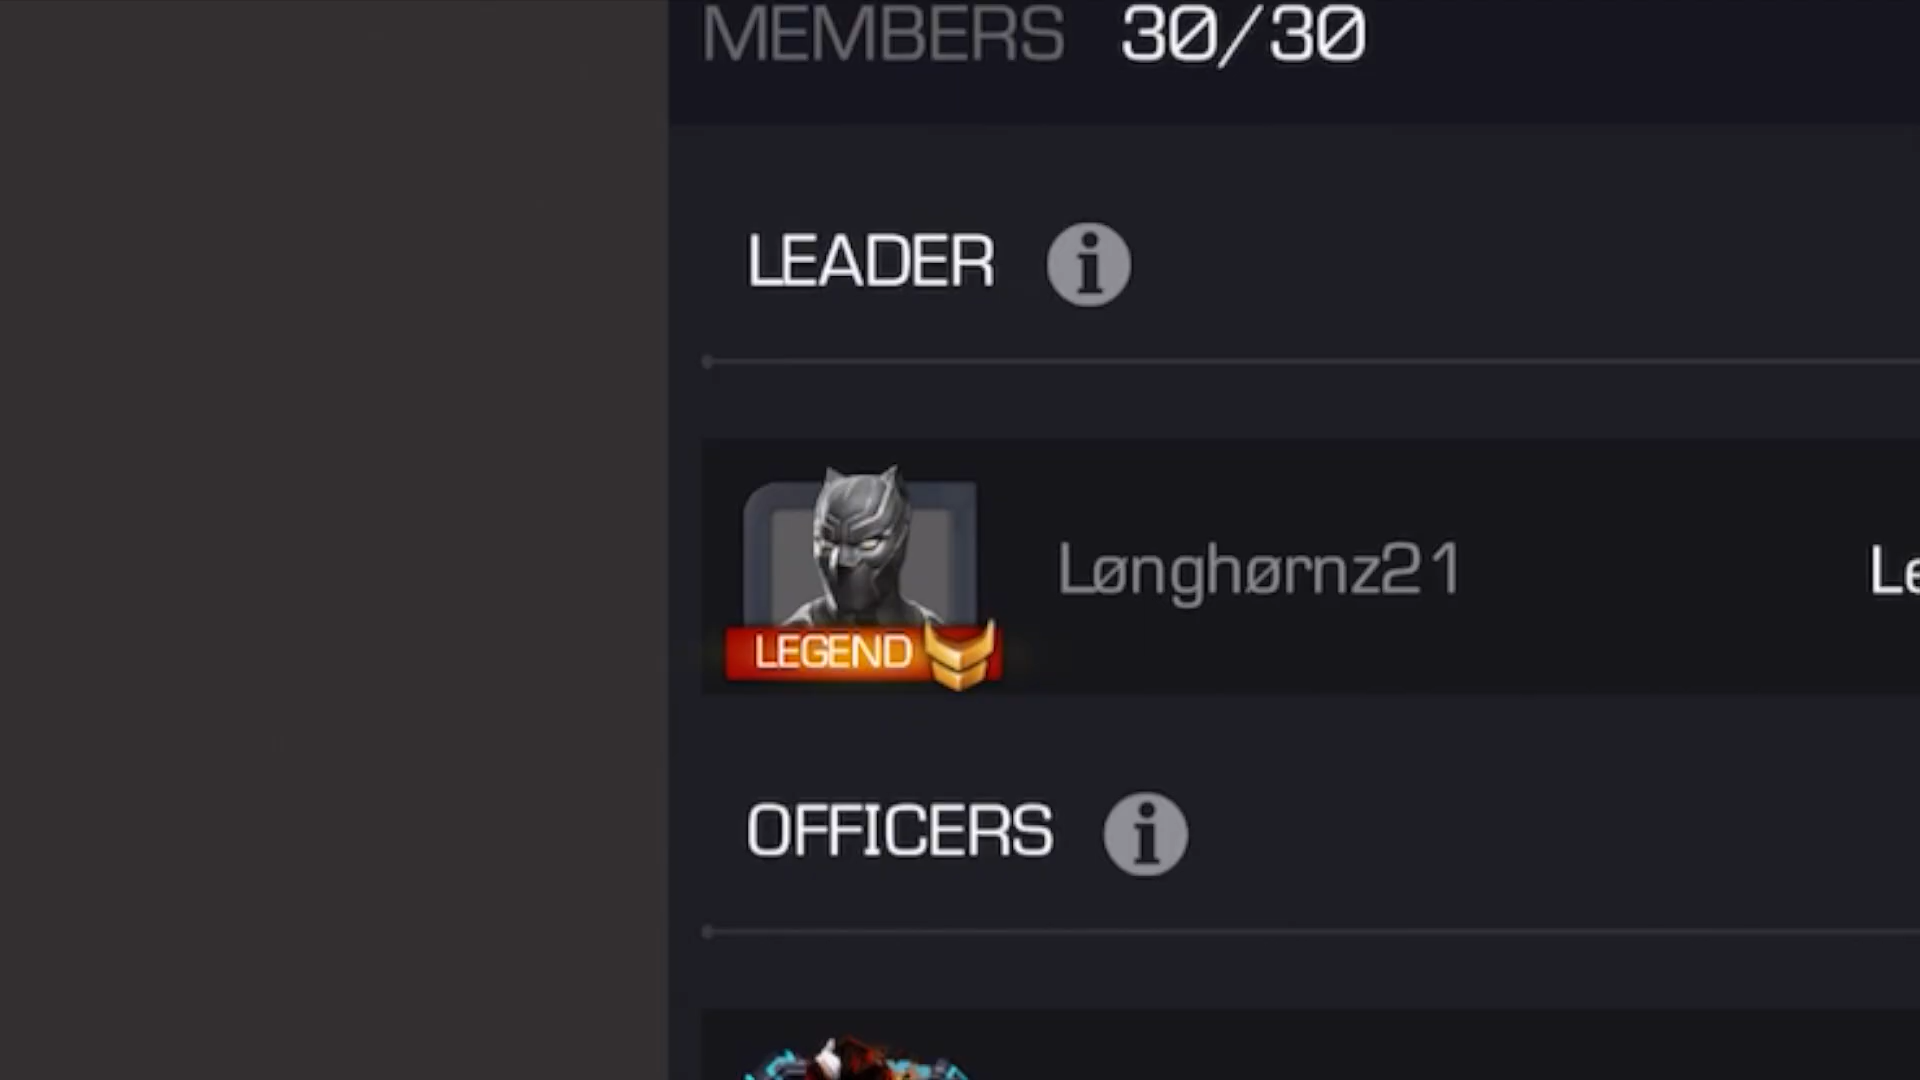 MEMBERS 30/30
LEADER
Lønghørnz21
LEGEND
OFFICERS